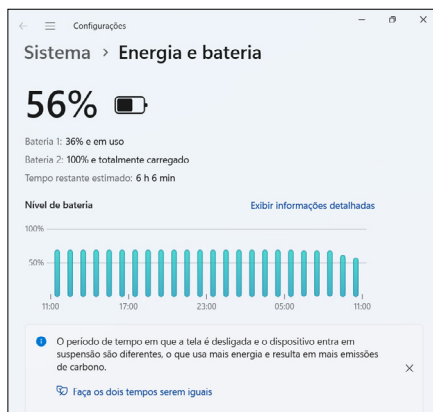 Configurações
Sistema > Energia e bateria
56%
Bateria 1: 36% e em uso
Bateria 2: 100% e totalmente carregado
Tempo restante estimado: 6 h 6 min
Nível de bateria Exibir informações detalhadas
100%
50%
11:00 17:00 23:00 05:00 11:00
O período de tempo em que a tela é desligada e o dispositivo entra em
suspensão são diferentes, o que usa mais energia e resulta em mais emissões
de carbono.
Faça os dois tempos serem iguais